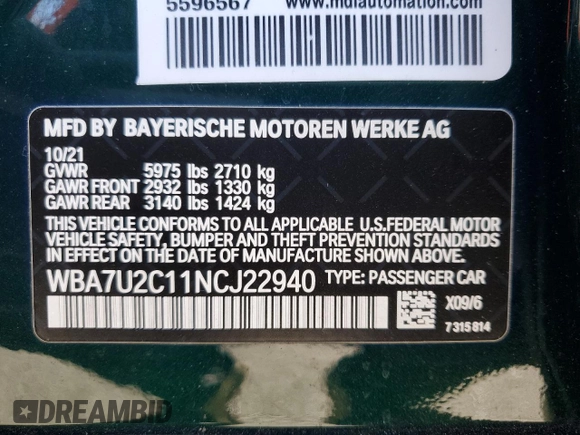 5596567 www.mdiautomation.com
MFD BY BAYERISCHE MOTOREN WERKE AG
10/21
GVWR 5975 lbs 2710 kg
GAWR FRONT 2932 lbs 1330 kg
GAWR REAR 3140 lbs 1424 kg
THIS VEHICLE CONFORMS TO ALL APPLICABLE U.S.FEDERAL MOTOR
VEHICLE SAFETY, BUMPER, AND THEFT PREVENTION STANDARDS
IN EFFECT ON THE DATE OF MANUFACTURE SHOWN ABOVE.
WBA7U2C11NCJ22940 TYPE: PASSENGER CAR
X09/6
7315814
DREAMBID